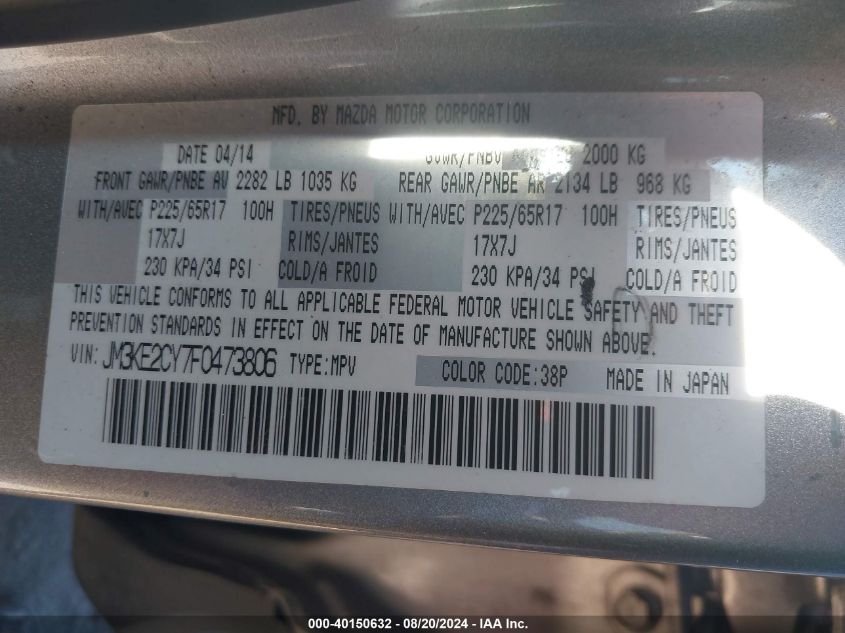 MFD. BY MAZDA MOTOR CORPORATION
DATE 04/14 GVWR/PNBV 2000 KG
FRONT GAWR/PNBE AV 2282 LB 1035 KG REAR GAWR/PNBE AR 2134 LB 968 KG
WITH/AVEC P225/65R17 100H TIRES/PNEUS WITH/AVEC P225/65R17 100H TIRES/PNEUS
17X7J RIMS/JANTES 17X7J RIMS/JANTES
230 KPA/34 PSI COLD/A FROID 230 KPA/34 PSI COLD/A FROID
THIS VEHICLE CONFORMS TO ALL APPLICABLE FEDERAL MOTOR VEHICLE SAFETY AND THEFT
PREVENTION STANDARDS IN EFFECT ON THE DATE OF MANUFACTURE SHOWN ABOVE.
VIN: JM3KE2CY7F0473806 TYPE:MPV COLOR CODE:38P MADE IN JAPAN
000-40150632 - 08/20/2024 - IAA Inc.